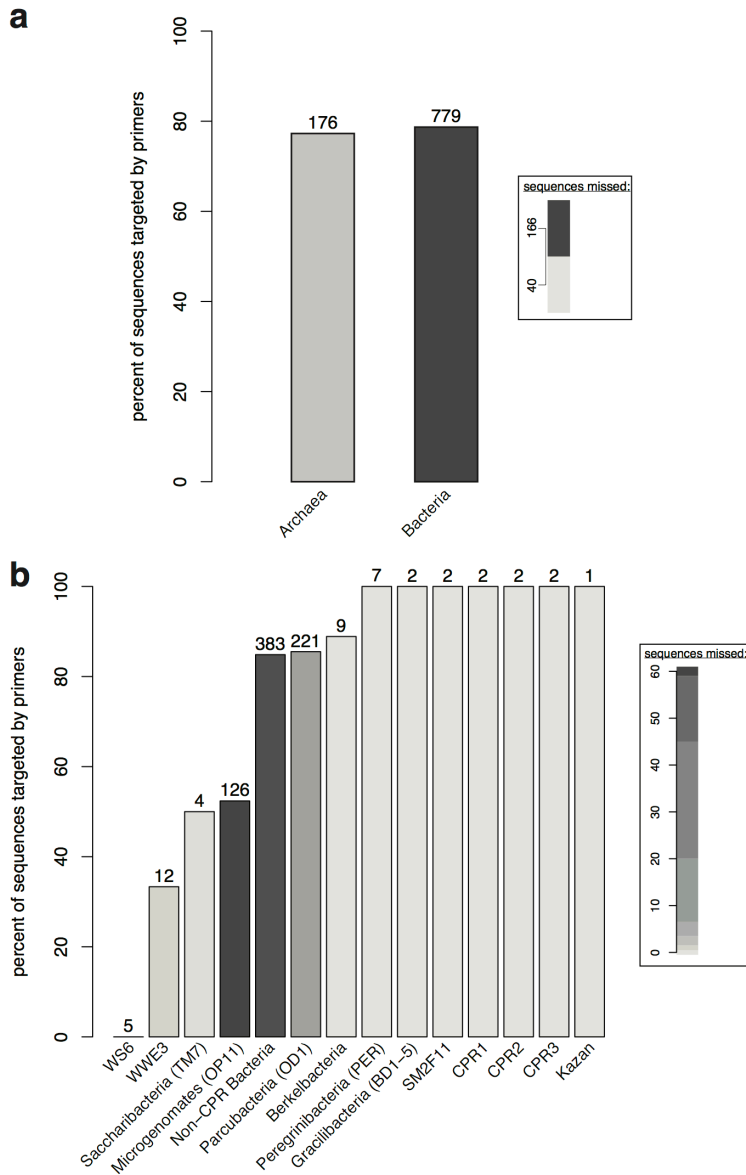 a
percent of sequences targeted by primers
100
80
60
40
20
0
176
779
Archaea
Bacteria
sequences missed:
166
40
b
percent of sequences targeted by primers
100
80
60
40
20
0
5
12
4
126
383
221
9
7
2
2
2
2
2
1
WS6
WWE3
Saccharibacteria (TM7)
Microgenomates (OP11)
Non-CPR Bacteria
Parcubacteria (OD1)
Berkelbacteria
Peregrinibacteria (PER)
Gracilibacteria (BD1-5)
SM2F11
CPR1
CPR2
CPR3
Kazan
sequences missed:
60
50
40
30
20
10
0